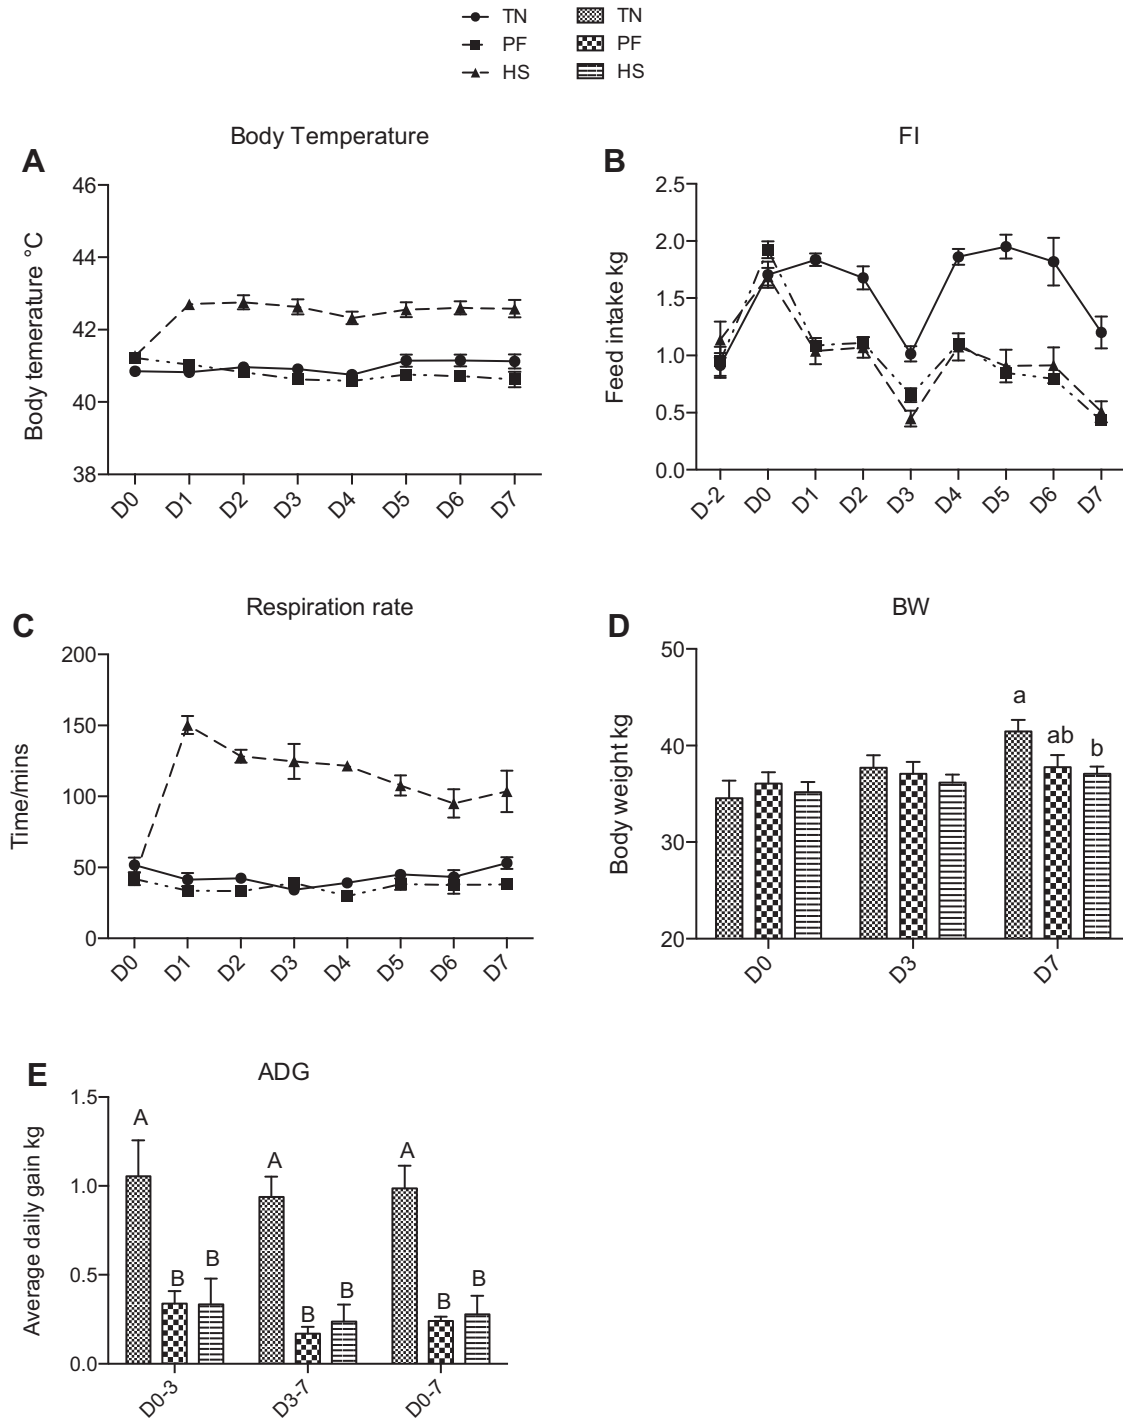 TN TN
PF PF
HS HS
Body Temperature
A
46
44
42
40
38
Body temerature °C
D0 D1 D2 D3 D4 D5 D6 D7
FI
B
2.5
2.0
1.5
1.0
0.5
0.0
Feed intake kg
D-2 D0 D1 D2 D3 D4 D5 D6 D7
Respiration rate
C
200
150
100
50
0
Time/mins
D0 D1 D2 D3 D4 D5 D6 D7
BW
D
50
40
30
20
Body weight kg
a
ab
b
D0 D3 D7
ADG
E
1.5
1.0
0.5
0.0
Average daily gain kg
A B B
A B B
A B B
D0-3 D3-7 D0-7